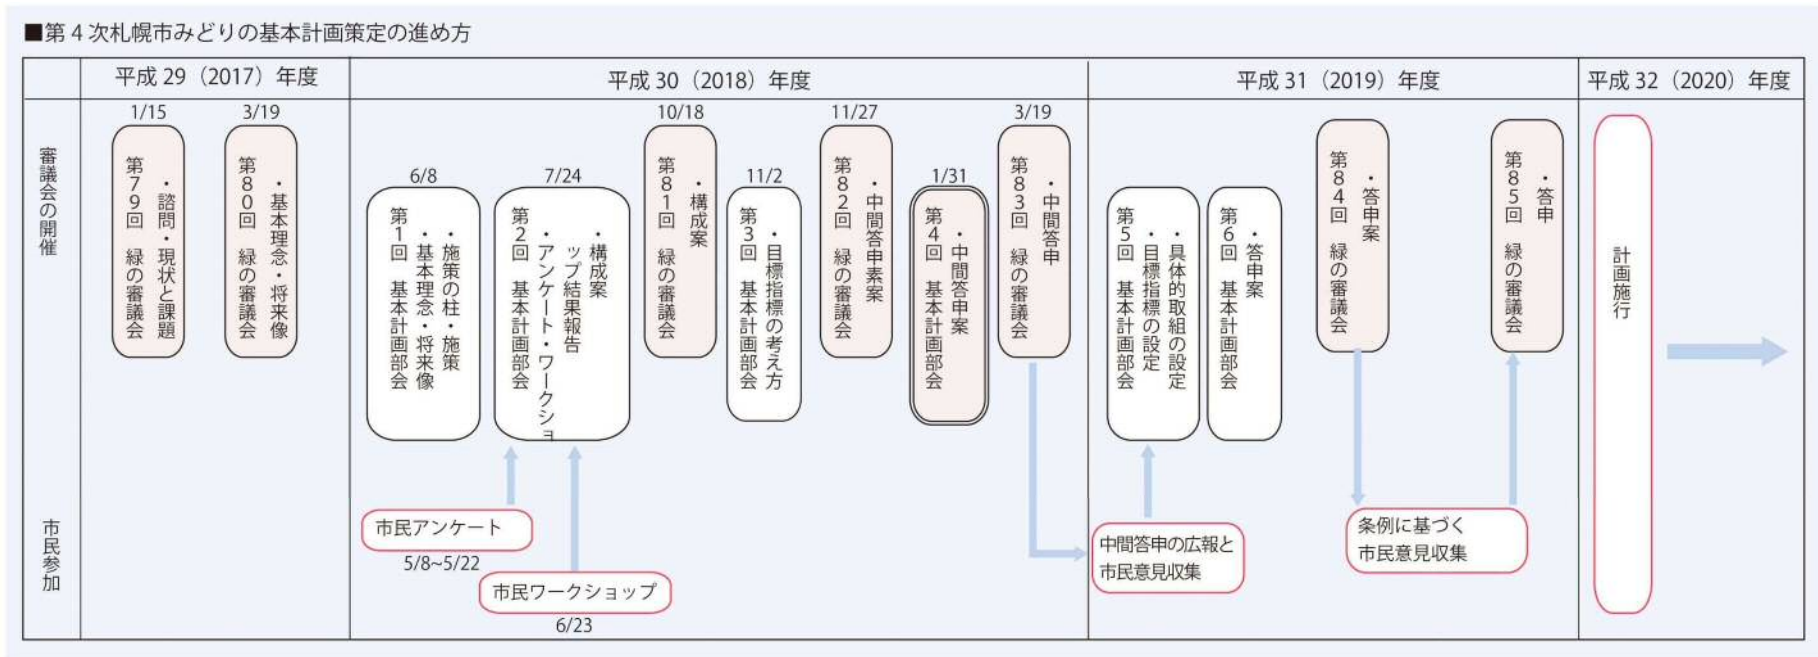 ■第4次札幌市みどりの基本計画策定の進め方
平成29（2017）年度
平成30（2018）年度
平成31（2019）年度
平成32（2020）年度
審議会の開催
1/15
第79回　緑の審議会
・諮問・現状と課題
3/19
第80回　緑の審議会
・基本理念・将来像
6/8
第1回　基本計画部会
・基本理念・将来像
・施策の柱・施策
7/24
第2回　基本計画部会
・アンケート・ワークショ
ップ結果報告
・構成案
10/18
第81回　緑の審議会
・構成案
11/2
第3回　基本計画部会
・目標指標の考え方
11/27
第82回　緑の審議会
・中間答申素案
1/31
第4回　基本計画部会
・中間答申案
3/19
第83回　緑の審議会
・中間答申
第5回　基本計画部会
・目標指標の設定
・具体的取組の設定
第6回　基本計画部会
・答申案
第84回　緑の審議会
・答申案
第85回　緑の審議会
・答申
計画施行
市民参加
市民アンケート
5/8~5/22
市民ワークショップ
6/23
中間答申の広報と
市民意見収集
条例に基づく
市民意見収集